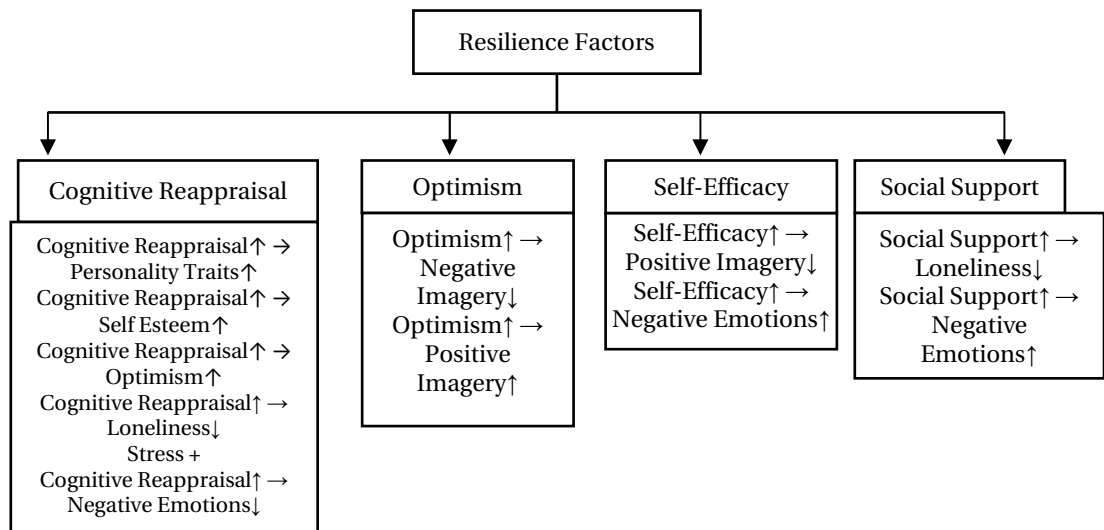 Resilience Factors
Cognitive Reappraisal
Cognitive Reappraisal↑ →
Personality Traits↑
Cognitive Reappraisal↑ →
Self Esteem↑
Cognitive Reappraisal↑ →
Optimism↑
Cognitive Reappraisal↑ →
Loneliness↓
Stress +
Cognitive Reappraisal↑ →
Negative Emotions↓
Optimism
Optimism↑ →
Negative
Imagery↓
Optimism↑ →
Positive
Imagery↑
Self-Efficacy
Self-Efficacy↑ →
Positive Imagery↓
Self-Efficacy↑ →
Negative Emotions↑
Social Support
Social Support↑ →
Loneliness↓
Social Support↑ →
Negative
Emotions↑